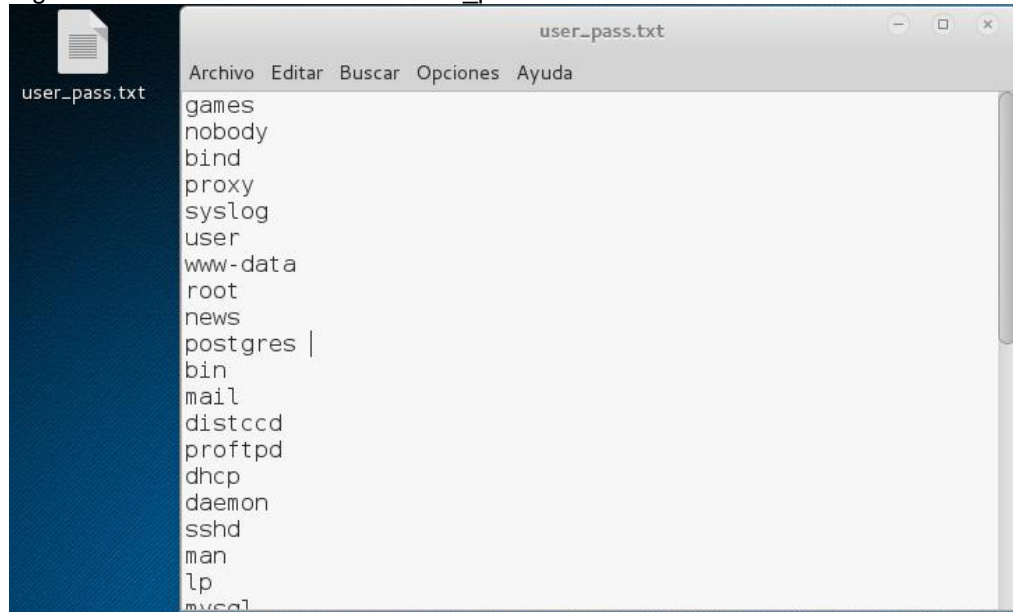 user_pass.txt
user_pass.txt
Archivo Editar Buscar Opciones Ayuda
games
nobody
bind
proxy
syslog
user
www-data
root
news
postgres
bin
mail
distccd
proftpd
dhcp
daemon
sshd
man
lp
mysql